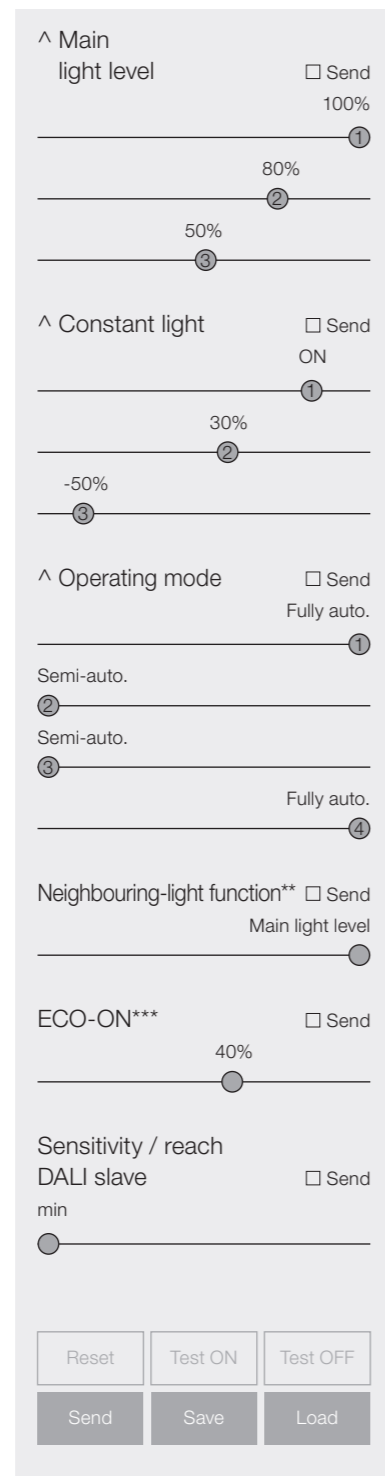 ^ Main
light level ☐ Send
100%
1
80%
2
50%
3
^ Constant light ☐ Send
ON
1
30%
2
-50%
3
^ Operating mode ☐ Send
Fully auto.
1
Semi-auto.
2
Semi-auto.
3
Fully auto.
4
Neighbouring-light function** ☐ Send
Main light level
ECO-ON*** ☐ Send
40%
Sensitivity / reach
DALI slave ☐ Send
min
Reset Test ON Test OFF
Send Save Load